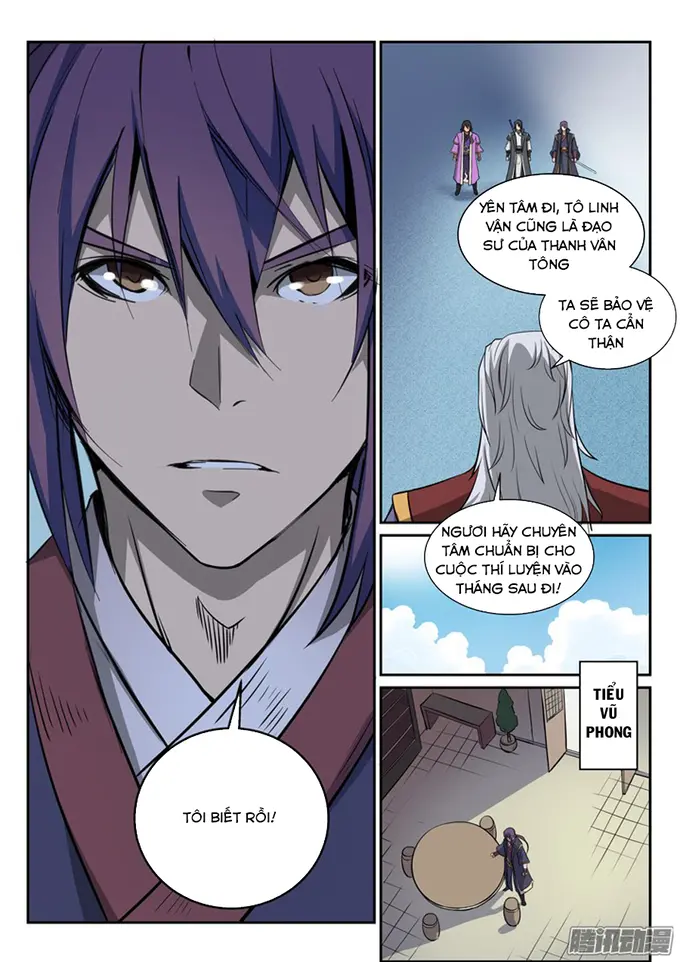 YÊN TÂM ĐI, TÔ LINH
VẬN CŨNG LÀ ĐẠO
SƯ CỦA THANH VÂN
TÔNG
TA SẼ BẢO VỆ
CÔ TA CẨN
THẬN
NGƯƠI HÃY CHUYÊN
TÂM CHUẨN BỊ CHO
CUỘC THÍ LUYỆN VÀO
THÁNG SAU ĐI!
TÔI BIẾT RỒI!
TIỂU
VŨ
PHONG
腾讯动漫